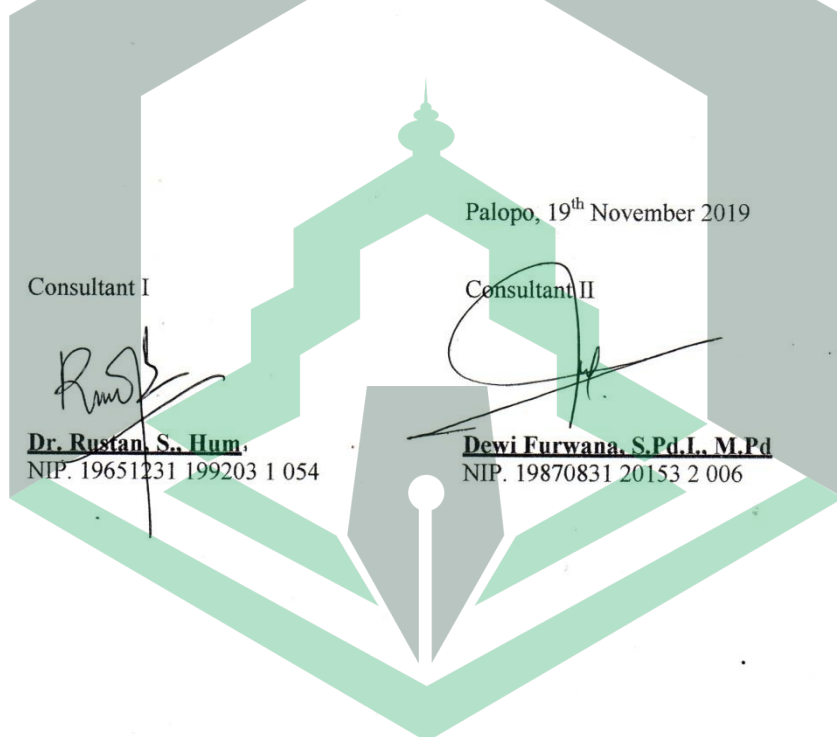 Palopo, 19th November 2019
Consultant I
Consultant II
Dr. Rustan, S., Hum.
NIP. 19651231 199203 1 054
Dewi Furwana, S.Pd.I., M.Pd
NIP. 19870831 20153 2 006